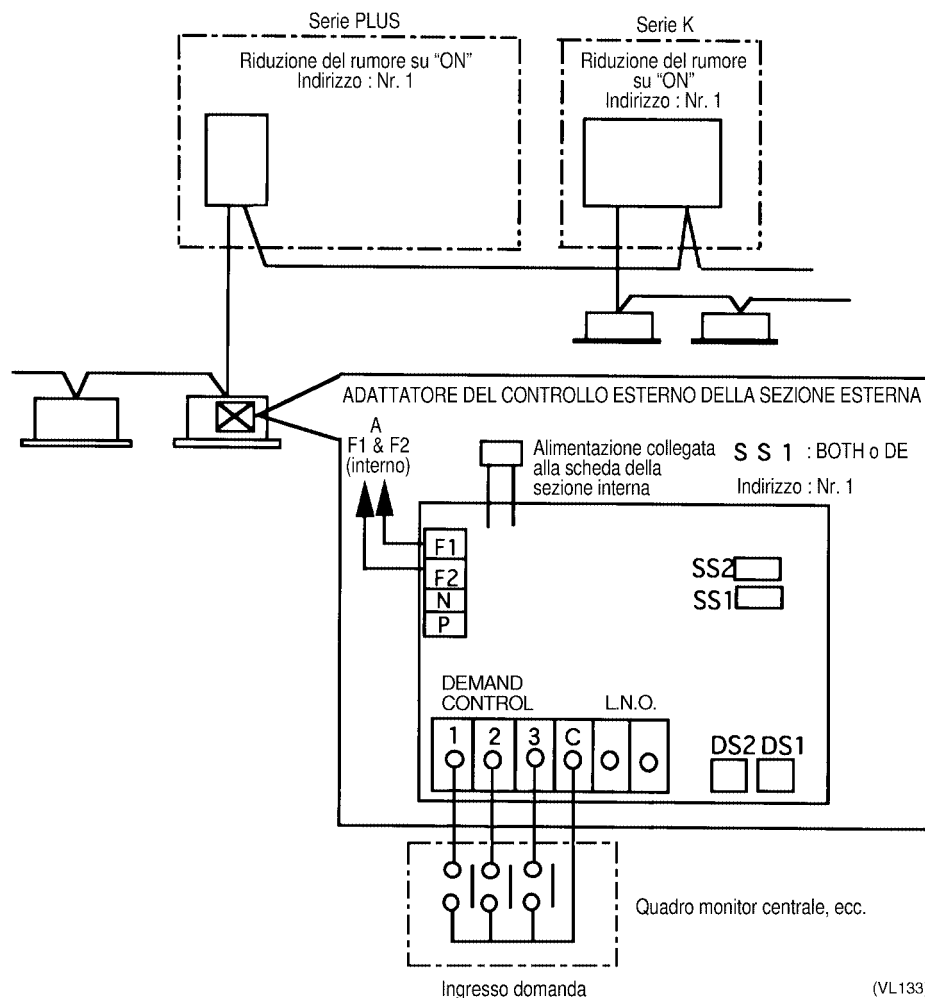 Serie PLUS
Riduzione del rumore su “ON”
Indirizzo : Nr. 1
Serie K
Riduzione del rumore
su “ON”
Indirizzo : Nr. 1
ADATTATORE DEL CONTROLLO ESTERNO DELLA SEZIONE ESTERNA
A
F1 & F2
(interno)
Alimentazione collegata
alla scheda della
sezione interna
S S 1 : BOTH o DE
Indirizzo : Nr. 1
F1
F2
N
P
SS2
SS1
DEMAND
CONTROL
L.N.O.
1 2 3 C
DS2 DS1
Quadro monitor centrale, ecc.
Ingresso domanda
(VL133)